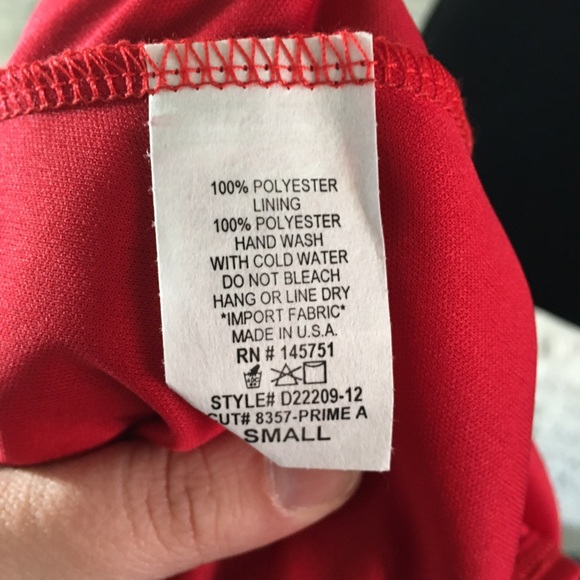 100% POLYESTER
LINING
100% POLYESTER
HAND WASH
WITH COLD WATER
DO NOT BLEACH
HANG OR LINE DRY
*IMPORT FABRIC*
MADE IN U.S.A.
RN # 145751
STYLE# D22209-12
CUT# 8357-PRIME A
SMALL